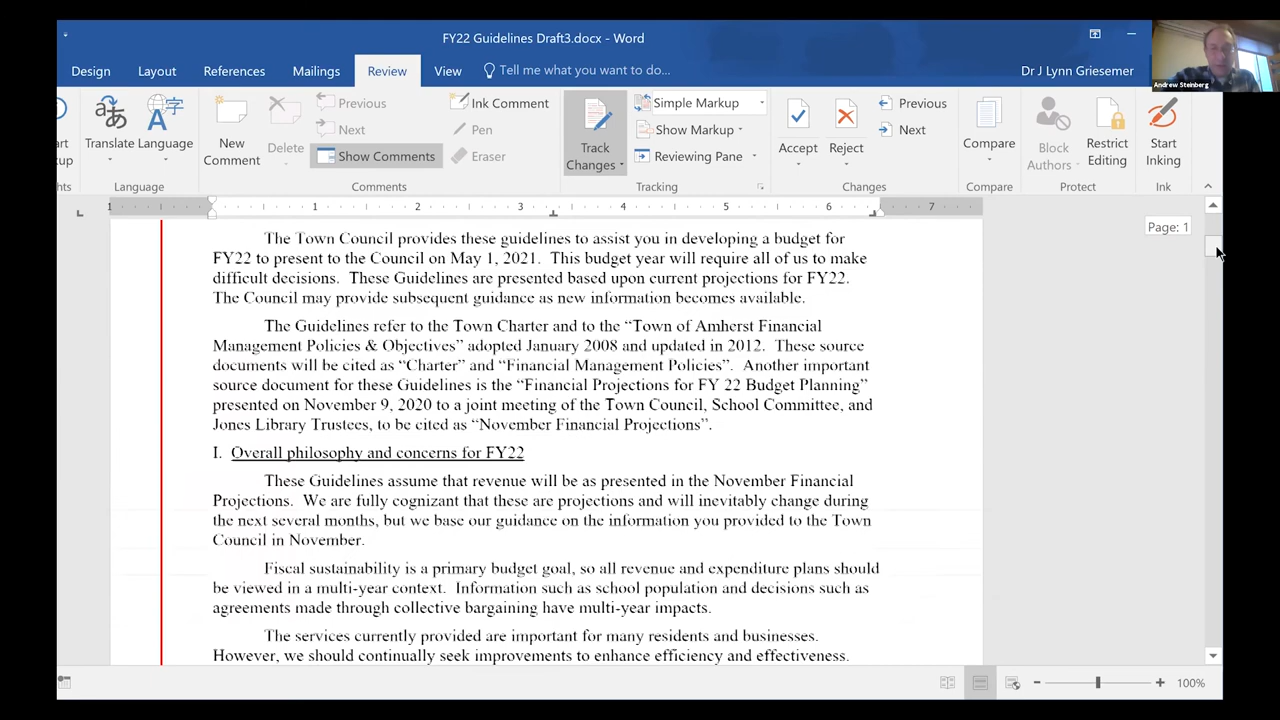 FY22 Guidelines Draft3.docx - Word
Andrew Steinberg
Design Layout References Mailings Review View Tell me what you want to do... Dr J Lynn Griesemer
Translate Language
New Comment
Delete
Previous
Next
Show Comments
Ink Comment
Pen
Eraser
Track Changes
Simple Markup
Show Markup
Reviewing Pane
Accept
Reject
Previous
Next
Compare
Block Authors
Restrict Editing
Start Inking
Language Comments Tracking Changes Compare Protect Ink
1 1 2 3 4 5 6 7
Page: 1
The Town Council provides these guidelines to assist you in developing a budget for
FY22 to present to the Council on May 1, 2021. This budget year will require all of us to make
difficult decisions. These Guidelines are presented based upon current projections for FY22.
The Council may provide subsequent guidance as new information becomes available.
The Guidelines refer to the Town Charter and to the “Town of Amherst Financial
Management Policies & Objectives” adopted January 2008 and updated in 2012. These source
documents will be cited as “Charter” and “Financial Management Policies”. Another important
source document for these Guidelines is the “Financial Projections for FY 22 Budget Planning”
presented on November 9, 2020 to a joint meeting of the Town Council, School Committee, and
Jones Library Trustees, to be cited as “November Financial Projections”.
I. Overall philosophy and concerns for FY22
These Guidelines assume that revenue will be as presented in the November Financial
Projections. We are fully cognizant that these are projections and will inevitably change during
the next several months, but we base our guidance on the information you provided to the Town
Council in November.
Fiscal sustainability is a primary budget goal, so all revenue and expenditure plans should
be viewed in a multi-year context. Information such as school population and decisions such as
agreements made through collective bargaining have multi-year impacts.
The services currently provided are important for many residents and businesses.
However, we should continually seek improvements to enhance efficiency and effectiveness.
100%